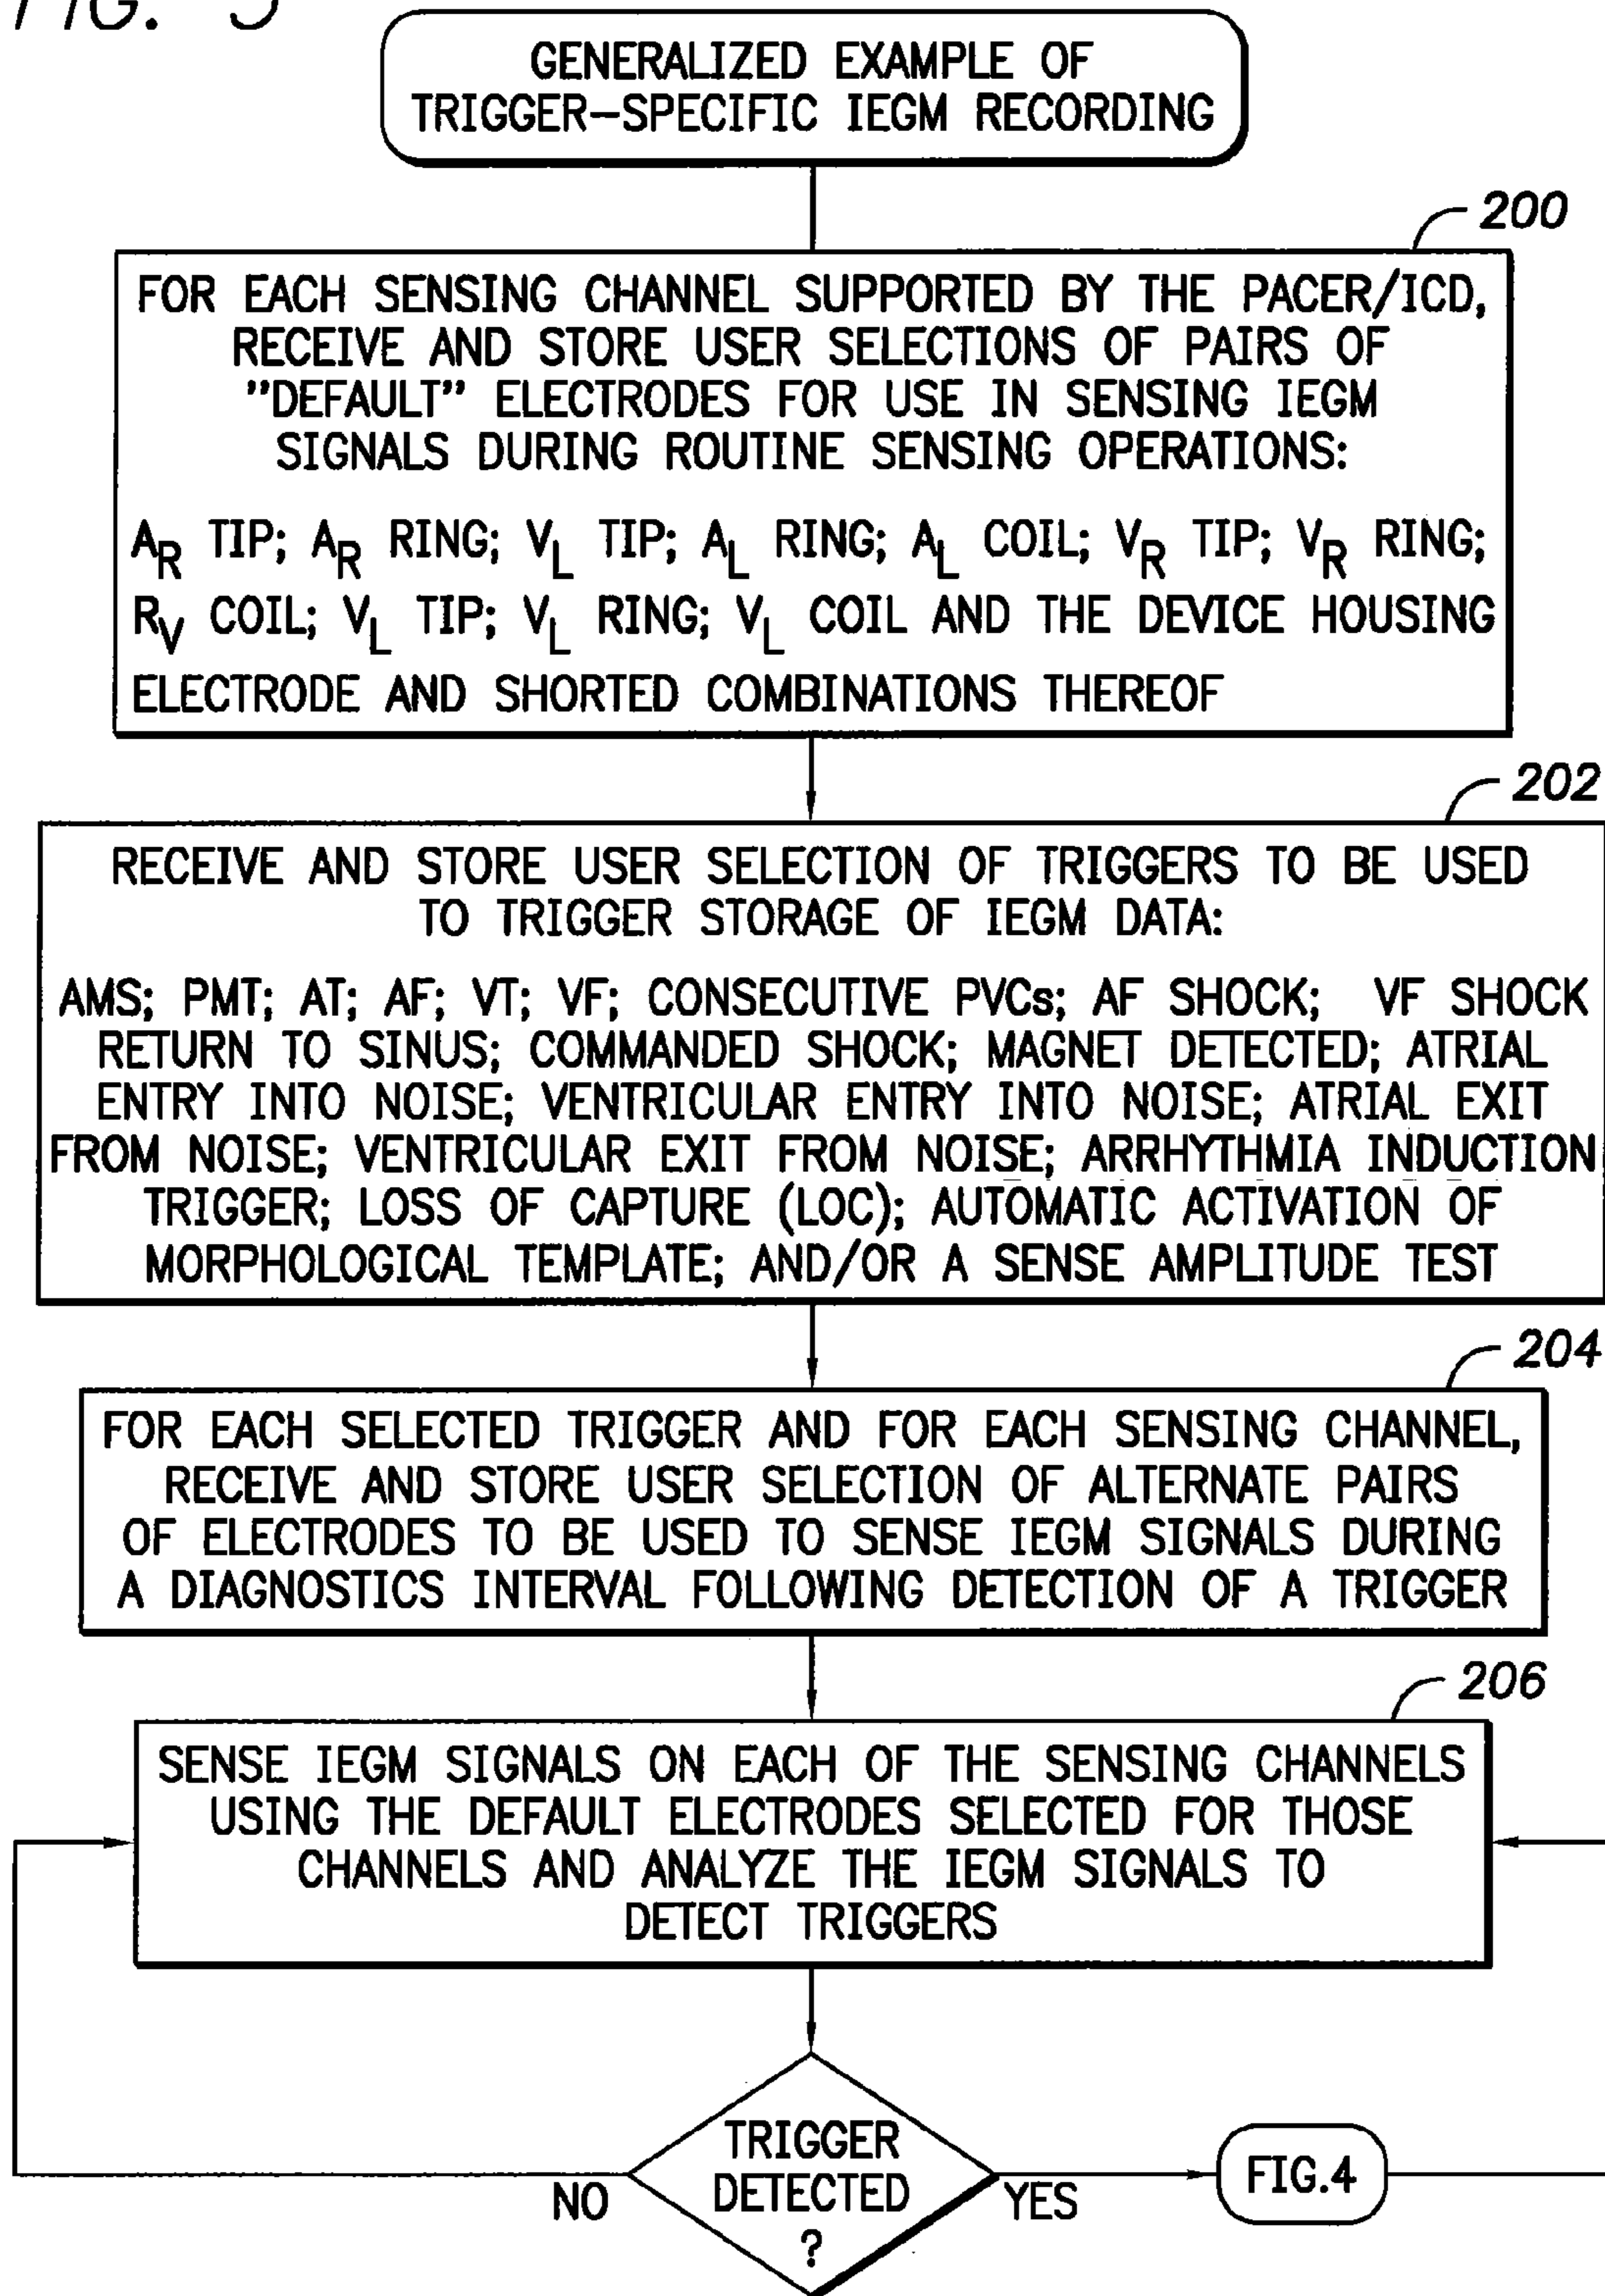 FIG. 3
GENERALIZED EXAMPLE OF
TRIGGER-SPECIFIC IEGM RECORDING
200
FOR EACH SENSING CHANNEL SUPPORTED BY THE PACER/ICD,
RECEIVE AND STORE USER SELECTIONS OF PAIRS OF
"DEFAULT" ELECTRODES FOR USE IN SENSING IEGM
SIGNALS DURING ROUTINE SENSING OPERATIONS:
AR TIP; AR RING; VL TIP; AL RING; AL COIL; VR TIP; VR RING;
RV COIL; VL TIP; VL RING; VL COIL AND THE DEVICE HOUSING
ELECTRODE AND SHORTED COMBINATIONS THEREOF
202
RECEIVE AND STORE USER SELECTION OF TRIGGERS TO BE USED
TO TRIGGER STORAGE OF IEGM DATA:
AMS; PMT; AT; AF; VT; VF; CONSECUTIVE PVCs; AF SHOCK; VF SHOCK
RETURN TO SINUS; COMMANDED SHOCK; MAGNET DETECTED; ATRIAL
ENTRY INTO NOISE; VENTRICULAR ENTRY INTO NOISE; ATRIAL EXIT
FROM NOISE; VENTRICULAR EXIT FROM NOISE; ARRHYTHMIA INDUCTION
TRIGGER; LOSS OF CAPTURE (LOC); AUTOMATIC ACTIVATION OF
MORPHOLOGICAL TEMPLATE; AND/OR A SENSE AMPLITUDE TEST
204
FOR EACH SELECTED TRIGGER AND FOR EACH SENSING CHANNEL,
RECEIVE AND STORE USER SELECTION OF ALTERNATE PAIRS
OF ELECTRODES TO BE USED TO SENSE IEGM SIGNALS DURING
A DIAGNOSTICS INTERVAL FOLLOWING DETECTION OF A TRIGGER
206
SENSE IEGM SIGNALS ON EACH OF THE SENSING CHANNELS
USING THE DEFAULT ELECTRODES SELECTED FOR THOSE
CHANNELS AND ANALYZE THE IEGM SIGNALS TO
DETECT TRIGGERS
TRIGGER
DETECTED
?
NO
YES
FIG.4